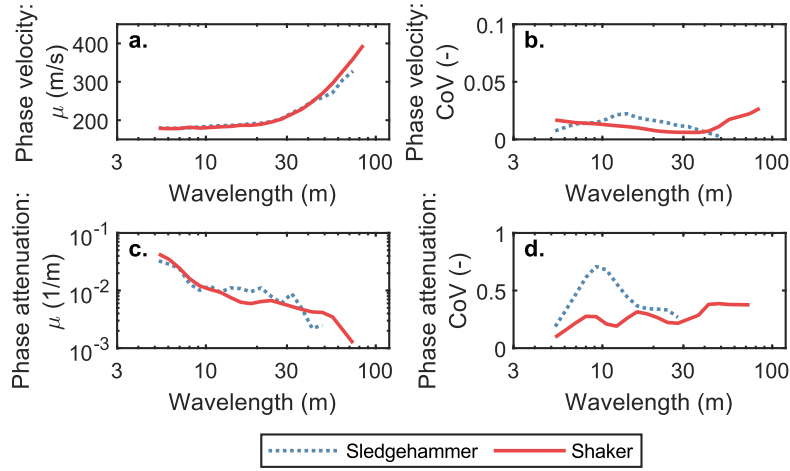 Phase velocity:
μ (m/s)
400
300
200
a.
3
10
30
100
Wavelength (m)
Phase velocity:
CoV (-)
0.1
0.05
0
b.
3
10
30
100
Wavelength (m)
Phase attenuation:
μ (1/m)
10⁻¹
10⁻²
10⁻³
c.
3
10
30
100
Wavelength (m)
Phase attenuation:
CoV (-)
1
0.5
0
d.
3
10
30
100
Wavelength (m)
Sledgehammer
Shaker